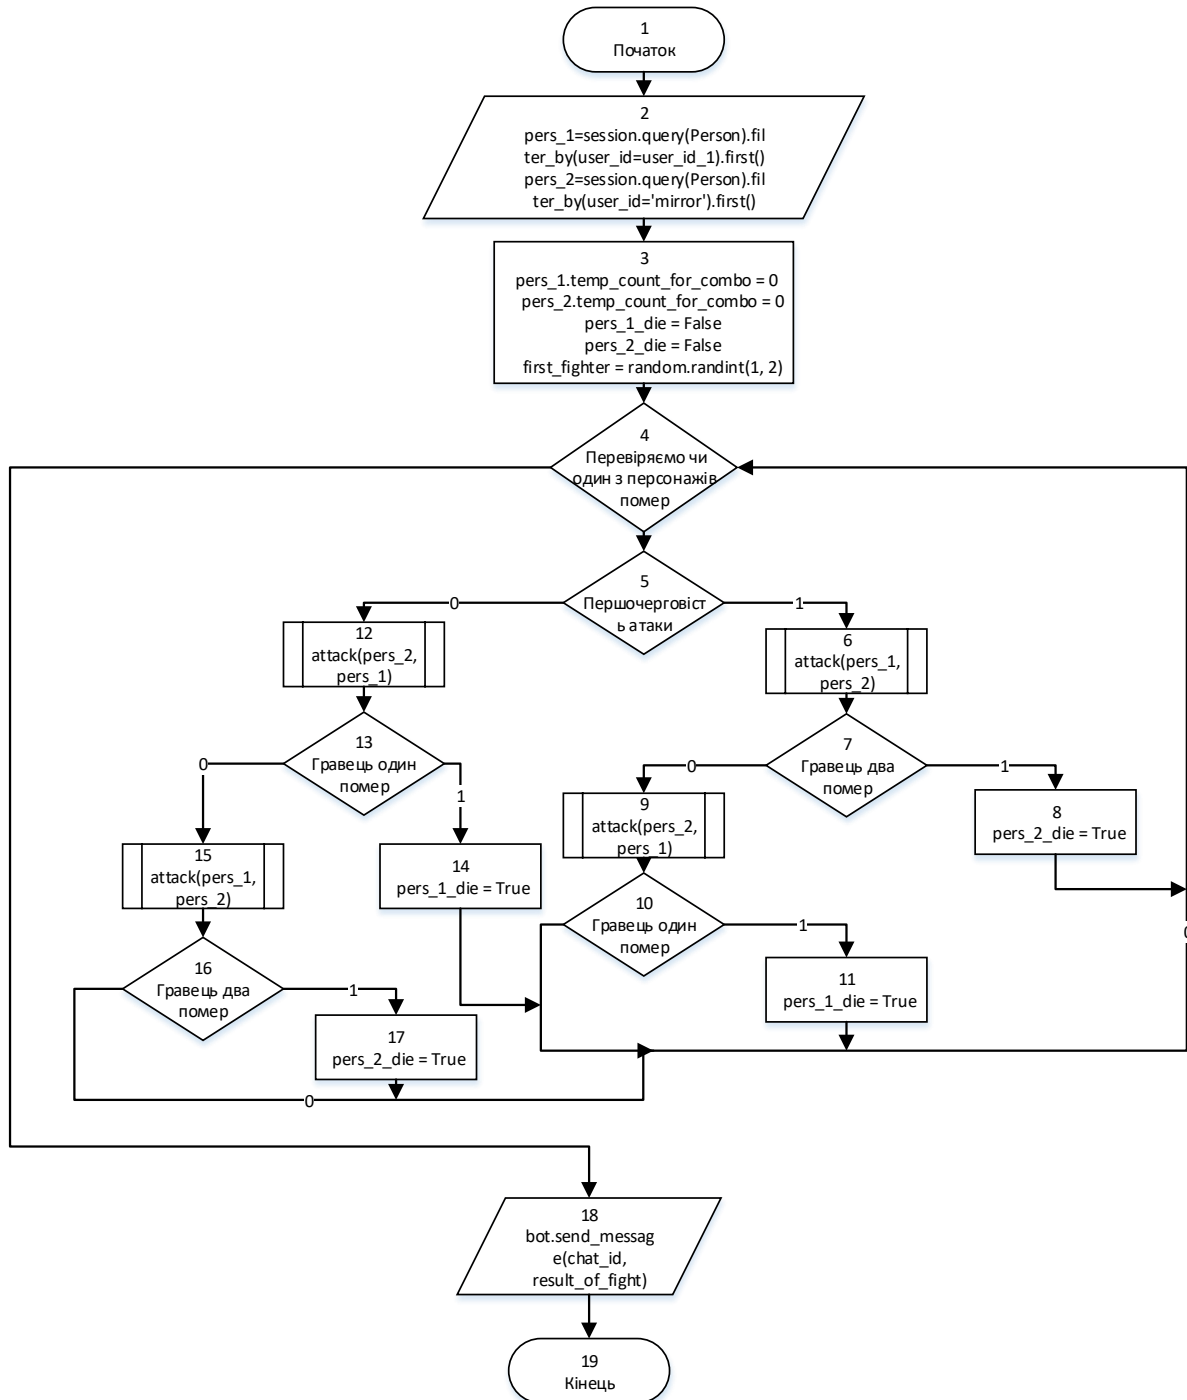 1
Початок
2
pers_1=session.query(Person).fil
ter_by(user_id=user_id_1).first()
pers_2=session.query(Person).fil
ter_by(user_id='mirror').first()
3
pers_1.temp_count_for_combo = 0
pers_2.temp_count_for_combo = 0
pers_1_die = False
pers_2_die = False
first_fighter = random.randint(1, 2)
4
Перевіряємо чи
один з персонажів
помер
5
Першочерговіст
ь атаки
0
1
12
attack(pers_2,
pers_1)
6
attack(pers_1,
pers_2)
13
Гравець один
помер
0
1
7
Гравець два
помер
0
1
9
attack(pers_2,
pers_1)
8
pers_2_die = True
15
attack(pers_1,
pers_2)
14
pers_1_die = True
10
Гравець один
помер
1
0
16
Гравець два
помер
1
11
pers_1_die = True
17
pers_2_die = True
0
18
bot.send_messag
e(chat_id,
result_of_fight)
19
Кінець